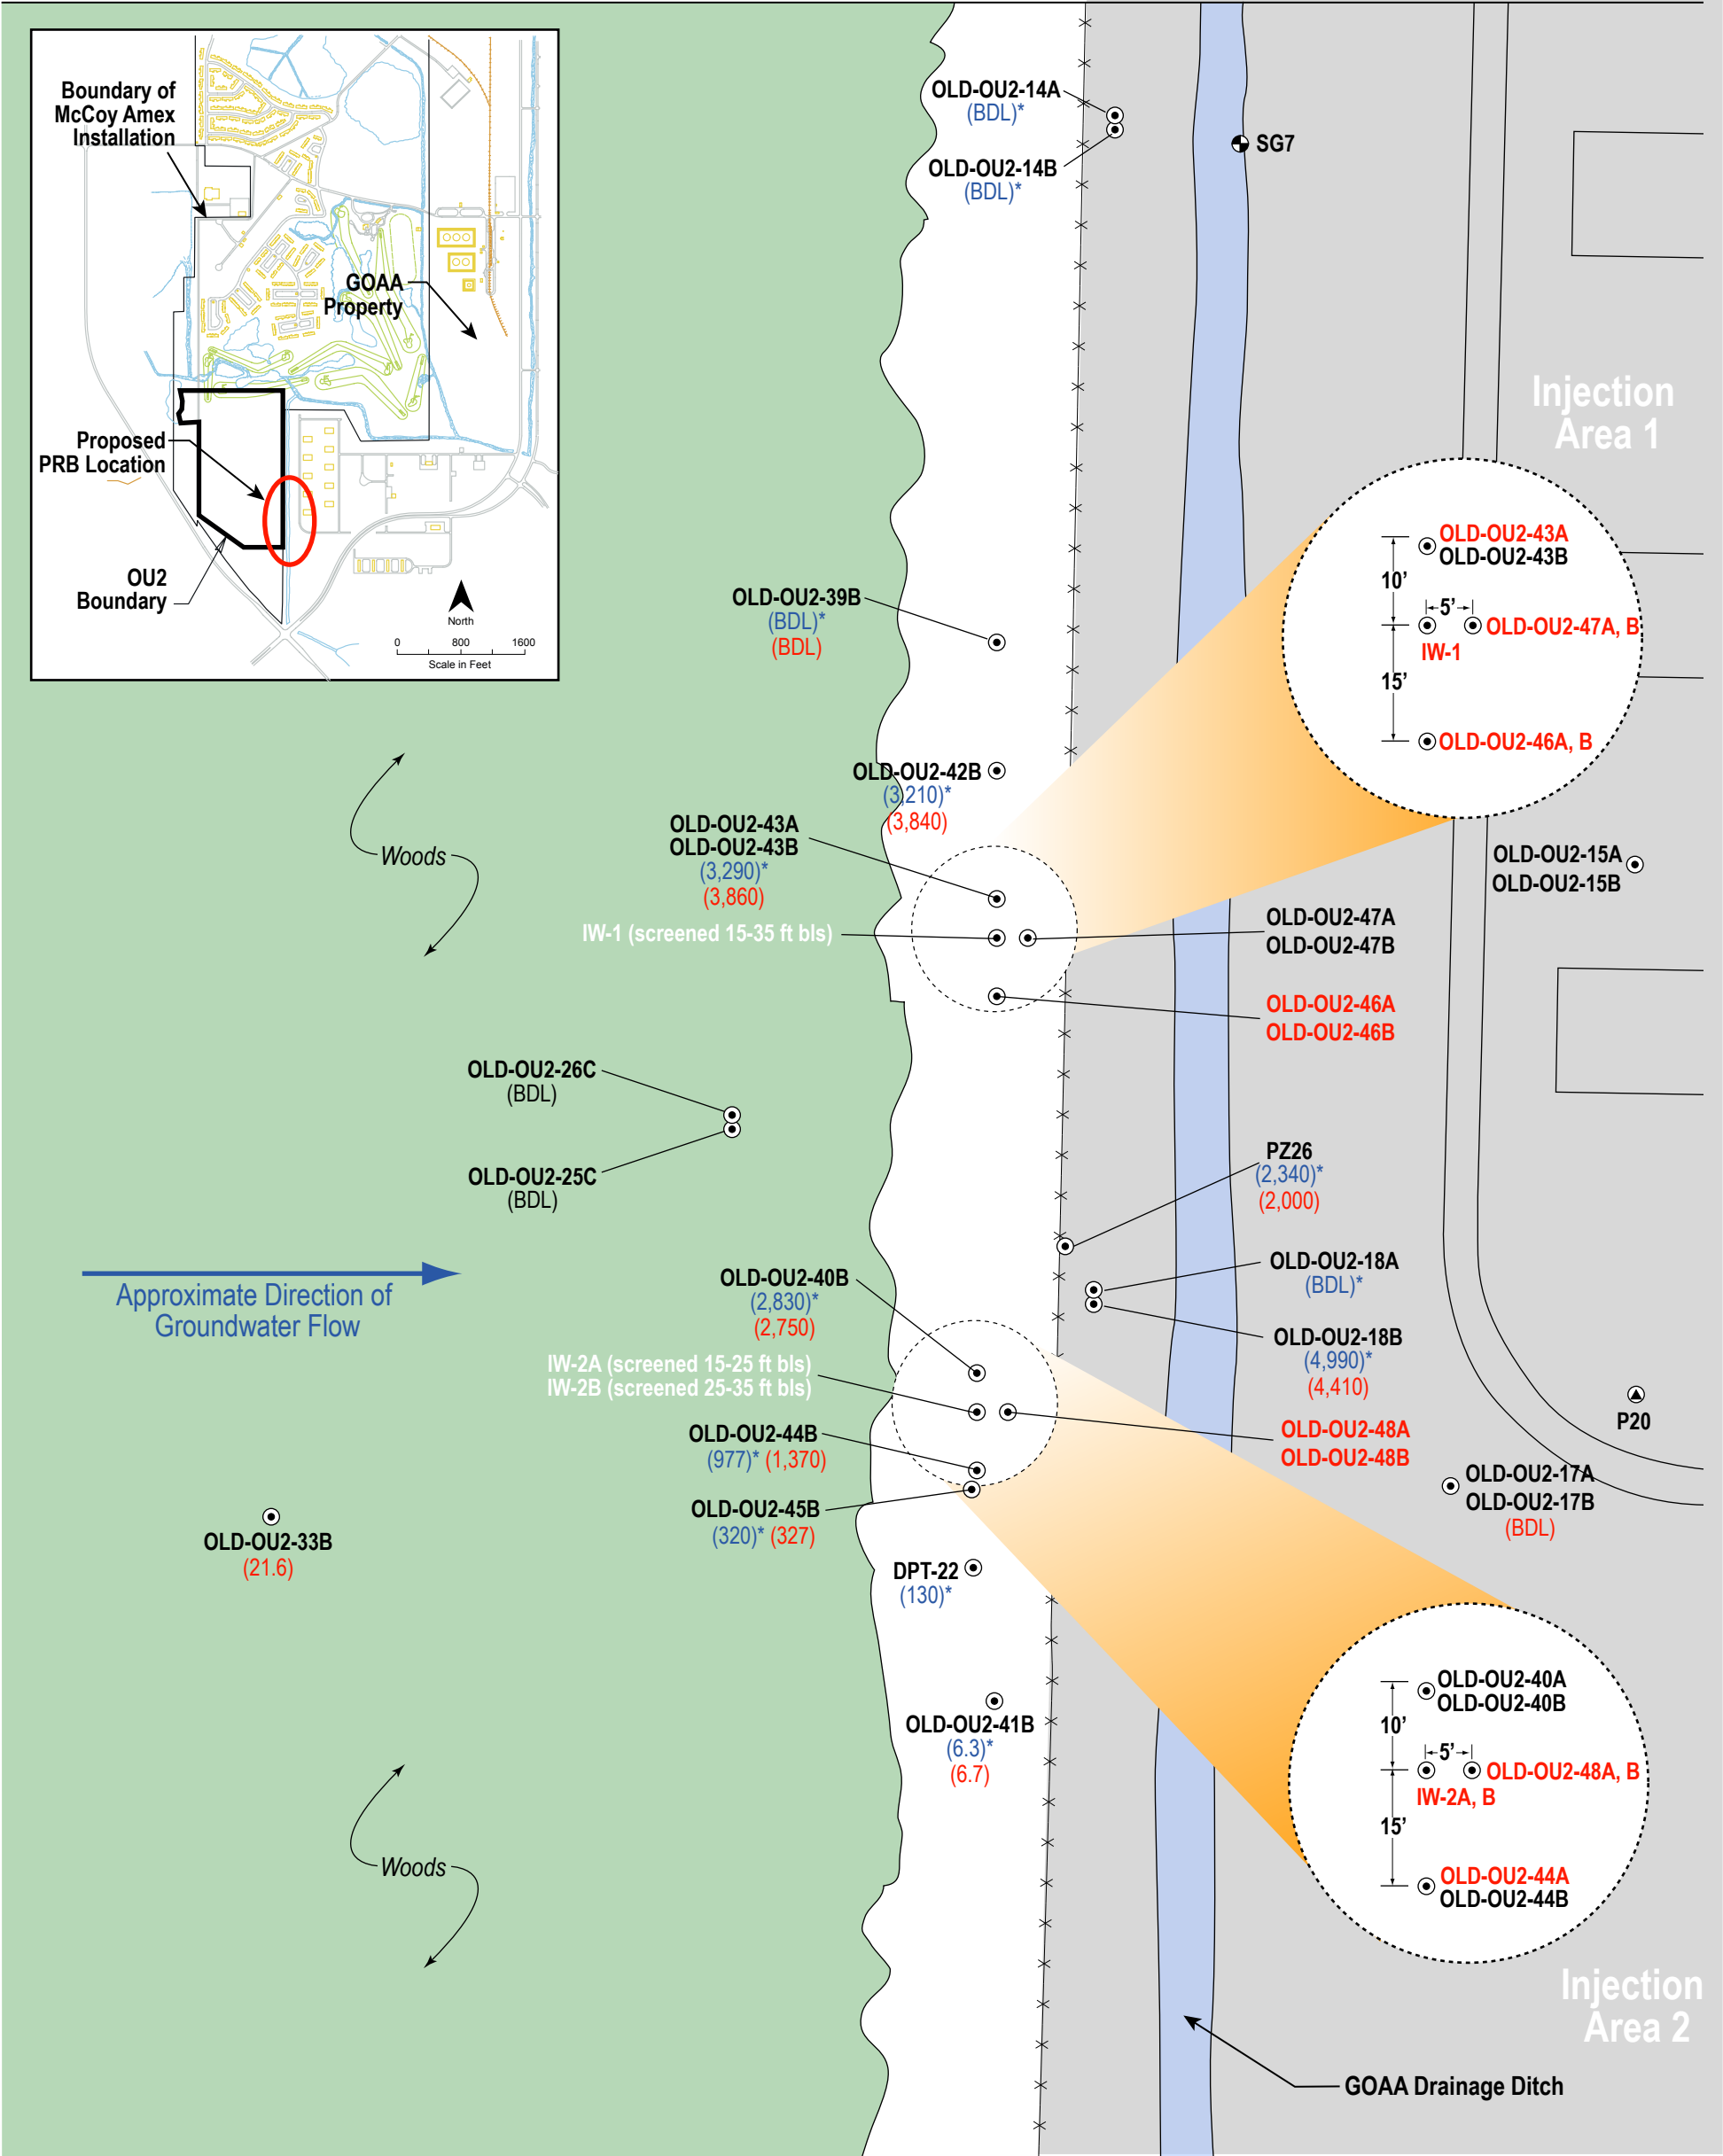 Boundary of
McCoy Amex
Installation
GOAA
Property
Proposed
PRB Location
OU2
Boundary
North
0 800 1600
Scale in Feet
OLD-OU2-14A
(BDL)*
OLD-OU2-14B
(BDL)*
SG7
Injection
Area 1
OLD-OU2-43A
OLD-OU2-43B
10’
5’
OLD-OU2-47A, B
IW-1
15’
OLD-OU2-46A, B
OLD-OU2-39B
(BDL)*
(BDL)
OLD-OU2-42B
(3,210)*
(3,840)
OLD-OU2-43A
OLD-OU2-43B
(3,290)*
(3,860)
IW-1 (screened 15-35 ft bls)
Woods
OLD-OU2-15A
OLD-OU2-15B
OLD-OU2-47A
OLD-OU2-47B
OLD-OU2-46A
OLD-OU2-46B
OLD-OU2-26C
(BDL)
OLD-OU2-25C
(BDL)
PZ26
(2,340)*
(2,000)
OLD-OU2-18A
(BDL)*
OLD-OU2-18B
(4,990)*
(4,410)
Approximate Direction of
Groundwater Flow
OLD-OU2-40B
(2,830)*
(2,750)
IW-2A (screened 15-25 ft bls)
IW-2B (screened 25-35 ft bls)
OLD-OU2-44B
(977)* (1,370)
OLD-OU2-45B
(320)* (327)
OLD-OU2-48A
OLD-OU2-48B
P20
OLD-OU2-17A
OLD-OU2-17B
(BDL)
OLD-OU2-33B
(21.6)
DPT-22
(130)*
OLD-OU2-41B
(6.3)*
(6.7)
OLD-OU2-40A
OLD-OU2-40B
10’
5’
OLD-OU2-48A, B
IW-2A, B
15’
OLD-OU2-44A
OLD-OU2-44B
Woods
Injection
Area 2
GOAA Drainage Ditch